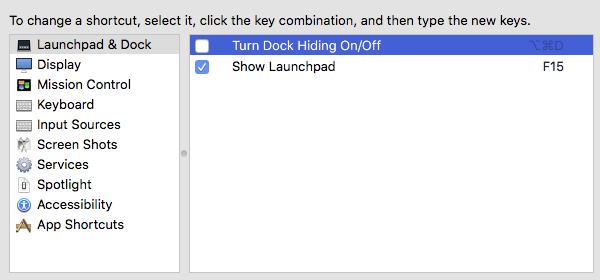 To change a shortcut, select it, click the key combination, and then type the new keys.
Launchpad & Dock
Display
Mission Control
Keyboard
Input Sources
Screen Shots
Services
Spotlight
Accessibility
App Shortcuts
Turn Dock Hiding On/Off ⌥⌘D
Show Launchpad F15